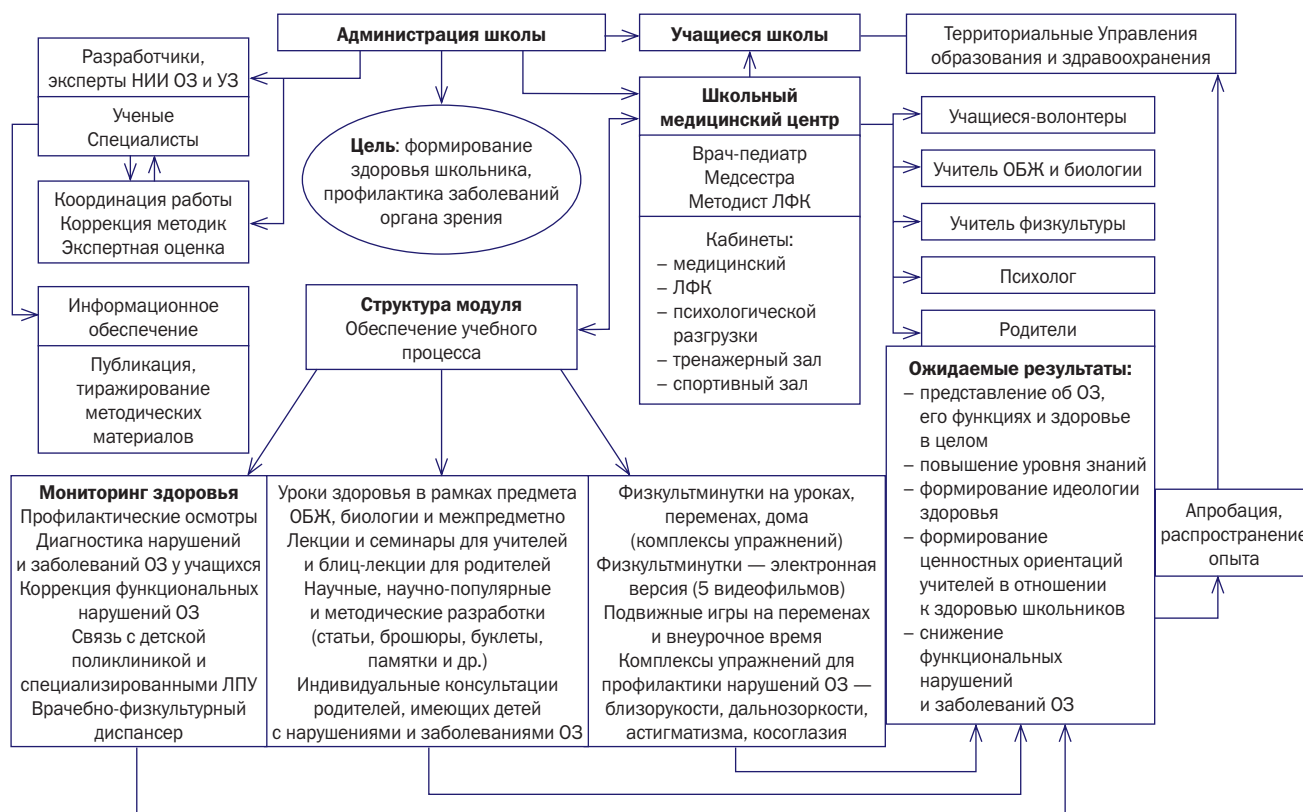 Администрация школы
Учащиеся школы
Территориальные Управления
образования и здравоохранения
Разработчики,
эксперты НИИ ОЗ и УЗ
Ученые
Специалисты
Координация работы
Коррекция методик
Экспертная оценка
Информационное
обеспечение
Публикация,
тиражирование
методических
материалов
Цель: формирование
здоровья школьника,
профилактика заболеваний
органа зрения
Школьный
медицинский центр
Врач-педиатр
Медсестра
Методист ЛФК
Кабинеты:
– медицинский
– ЛФК
– психологической
разгрузки
– тренажерный зал
– спортивный зал
Учащиеся-волонтеры
Учитель ОБЖ и биологии
Учитель физкультуры
Психолог
Родители
Структура модуля
Обеспечение учебного
процесса
Мониторинг здоровья
Профилактические осмотры
Диагностика нарушений
и заболеваний ОЗ у учащихся
Коррекция функциональных
нарушений ОЗ
Связь с детской
поликлиникой и
специализированными ЛПУ
Врачебно-физкультурный
диспансер
Уроки здоровья в рамках предмета
ОБЖ, биологии и межпредметно
Лекции и семинары для учителей
и блиц-лекции для родителей
Научные, научно-популярные
и методические разработки
(статьи, брошюры, буклеты,
памятки и др.)
Индивидуальные консультации
родителей, имеющих детей
с нарушениями и заболеваниями ОЗ
Физкультминутки на уроках,
переменах, дома
(комплексы упражнений)
Физкультминутки — электронная
версия (5 видеофильмов)
Подвижные игры на переменах
и внеурочное время
Комплексы упражнений для
профилактики нарушений ОЗ —
близорукости, дальнозоркости,
астигматизма, косоглазия
Ожидаемые результаты:
– представление об ОЗ,
его функциях и здоровье
в целом
– повышение уровня знаний
– формирование идеологии
здоровья
– формирование
ценностных ориентаций
учителей в отношении
к здоровью школьников
– снижение
функциональных
нарушений
и заболеваний ОЗ
Апробация,
распространение
опыта